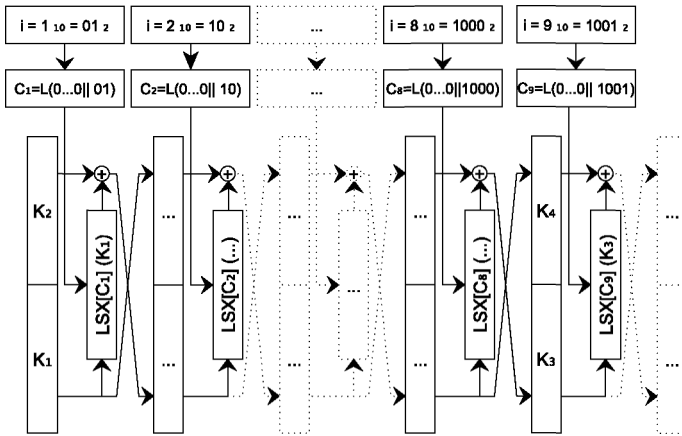 i = 1 ₁₀ = 01 ₂
i = 2 ₁₀ = 10 ₂
...
i = 8 ₁₀ = 1000 ₂
i = 9 ₁₀ = 1001 ₂
C₁=L(0...0|| 01)
C₂=L(0...0|| 10)
...
C₈=L(0...0||1000)
C₉=L(0...0|| 1001)
K₂
...
...
...
K₄
...
LSX[C₁] (K₁)
LSX[C₂] (...)
...
LSX[C₈] (...)
LSX[C₉] (K₃)
K₁
...
...
...
K₃
...